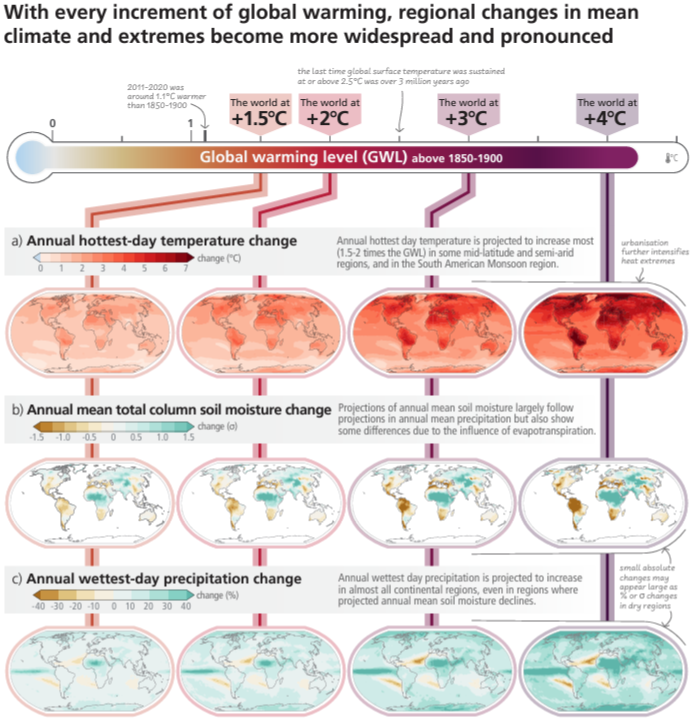 With every increment of global warming, regional changes in mean
climate and extremes become more widespread and pronounced
the last time global surface temperature was sustained
at or above 2.5°C was over 3 million years ago
2011-2020 was
around 1.1°C warmer
than 1850-1900
The world at
+1.5°C
The world at
+2°C
The world at
+3°C
The world at
+4°C
0
1
Global warming level (GWL) above 1850-1900
°C
a) Annual hottest-day temperature change
0 1 2 3 4 5 6 7
change (°C)
Annual hottest day temperature is projected to increase most
(1.5-2 times the GWL) in some mid-latitude and semi-arid
regions, and in the South American Monsoon region.
urbanisation
further intensifies
heat extremes
b) Annual mean total column soil moisture change
-1.5 -1.0 -0.5 0 0.5 1.0 1.5
change (σ)
Projections of annual mean soil moisture largely follow
projections in annual mean precipitation but also show
some differences due to the influence of evapotranspiration.
c) Annual wettest-day precipitation change
-40 -30 -20 -10 0 10 20 30 40
change (%)
Annual wettest day precipitation is projected to increase
in almost all continental regions, even in regions where
projected annual mean soil moisture declines.
small absolute
changes may
appear large as
% or σ changes
in dry regions